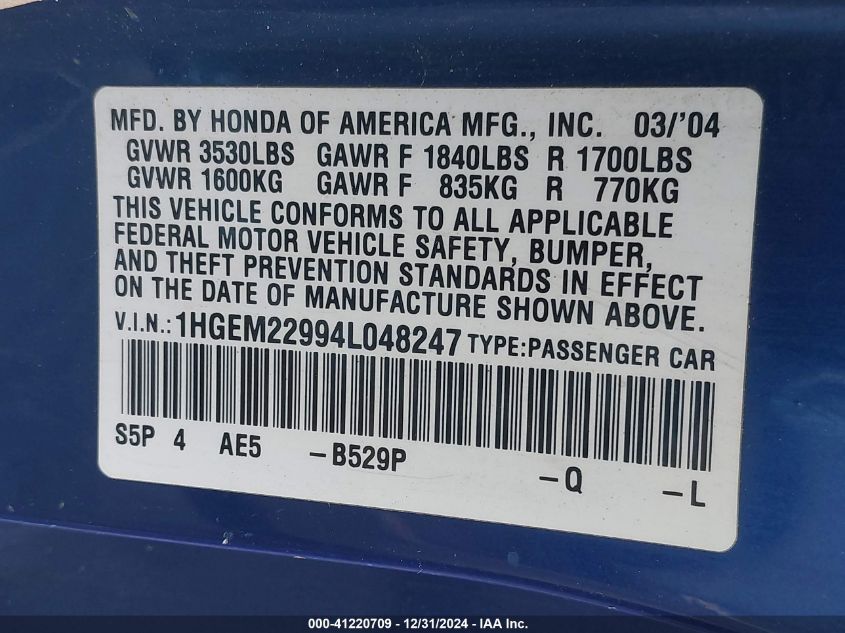 MFD. BY HONDA OF AMERICA MFG., INC. 03/'04
GVWR 3530LBS GAWR F 1840LBS R 1700LBS
GVWR 1600KG GAWR F 835KG R 770KG
THIS VEHICLE CONFORMS TO ALL APPLICABLE
FEDERAL MOTOR VEHICLE SAFETY, BUMPER,
AND THEFT PREVENTION STANDARDS IN EFFECT
ON THE DATE OF MANUFACTURE SHOWN ABOVE.
V.I.N.: 1HGEM22994L048247 TYPE:PASSENGER CAR
S5P 4 AE5 -B529P -Q -L
000-41220709 - 12/31/2024 - IAA Inc.